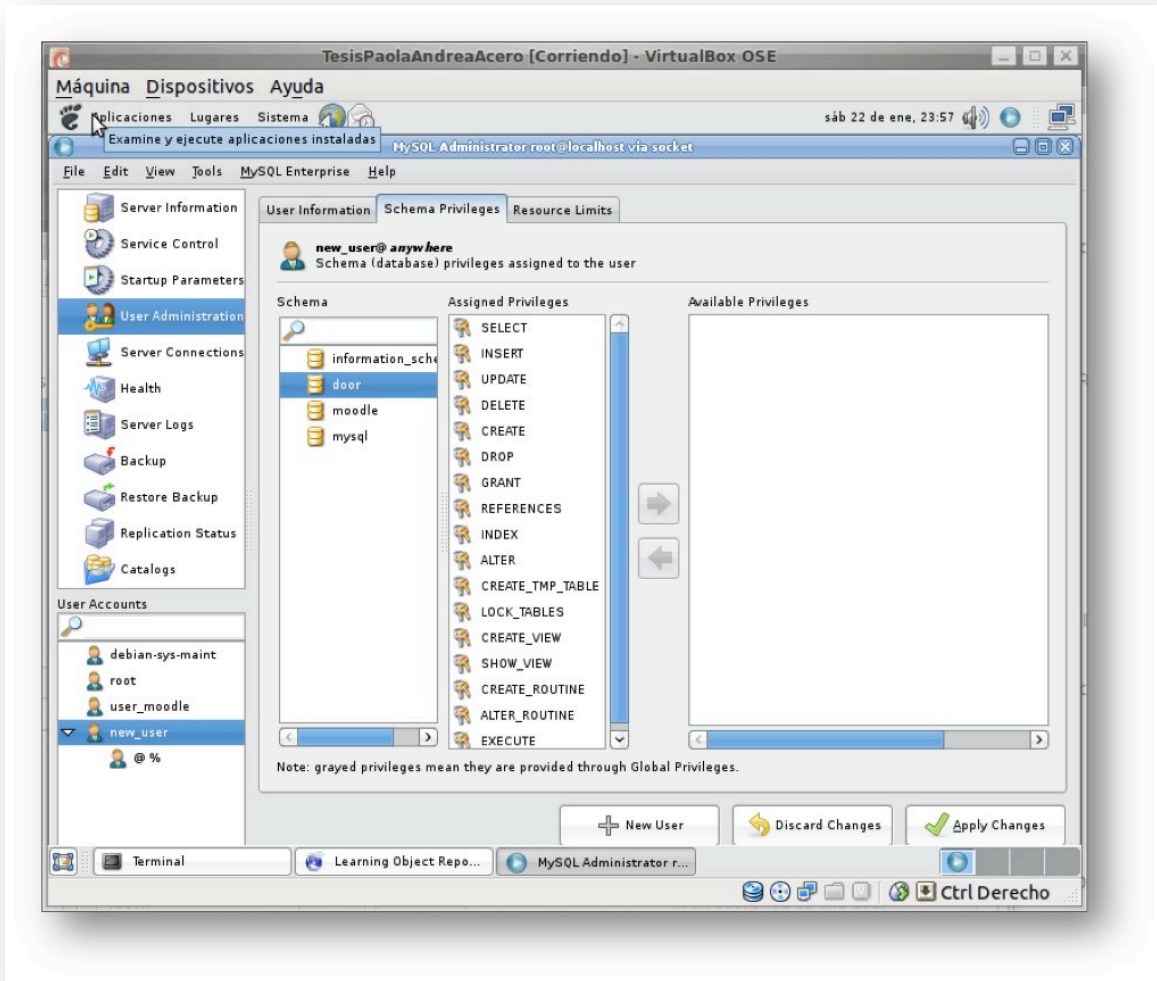 TesisPaolaAndreaAcero [Corriendo] - VirtualBox OSE
Máquina Dispositivos Ayuda
Aplicaciones Lugares Sistema sáb 22 de ene, 23:57
Examine y ejecute aplicaciones instaladas
MySQL Administrator root@localhost via socket
File Edit View Tools MySQL Enterprise Help
Server Information
Service Control
Startup Parameters
User Administration
Server Connections
Health
Server Logs
Backup
Restore Backup
Replication Status
Catalogs
User Accounts
debian-sys-maint
root
user_moodle
new_user
@ %
User Information Schema Privileges Resource Limits
new_user@ anywhere
Schema (database) privileges assigned to the user
Schema
information_sche
door
moodle
mysql
Assigned Privileges
SELECT
INSERT
UPDATE
DELETE
CREATE
DROP
GRANT
REFERENCES
INDEX
ALTER
CREATE_TMP_TABLE
LOCK_TABLES
CREATE_VIEW
SHOW_VIEW
CREATE_ROUTINE
ALTER_ROUTINE
EXECUTE
Available Privileges
Note: grayed privileges mean they are provided through Global Privileges.
New User Discard Changes Apply Changes
Terminal Learning Object Repo... MySQL Administrator r...
Ctrl Derecho